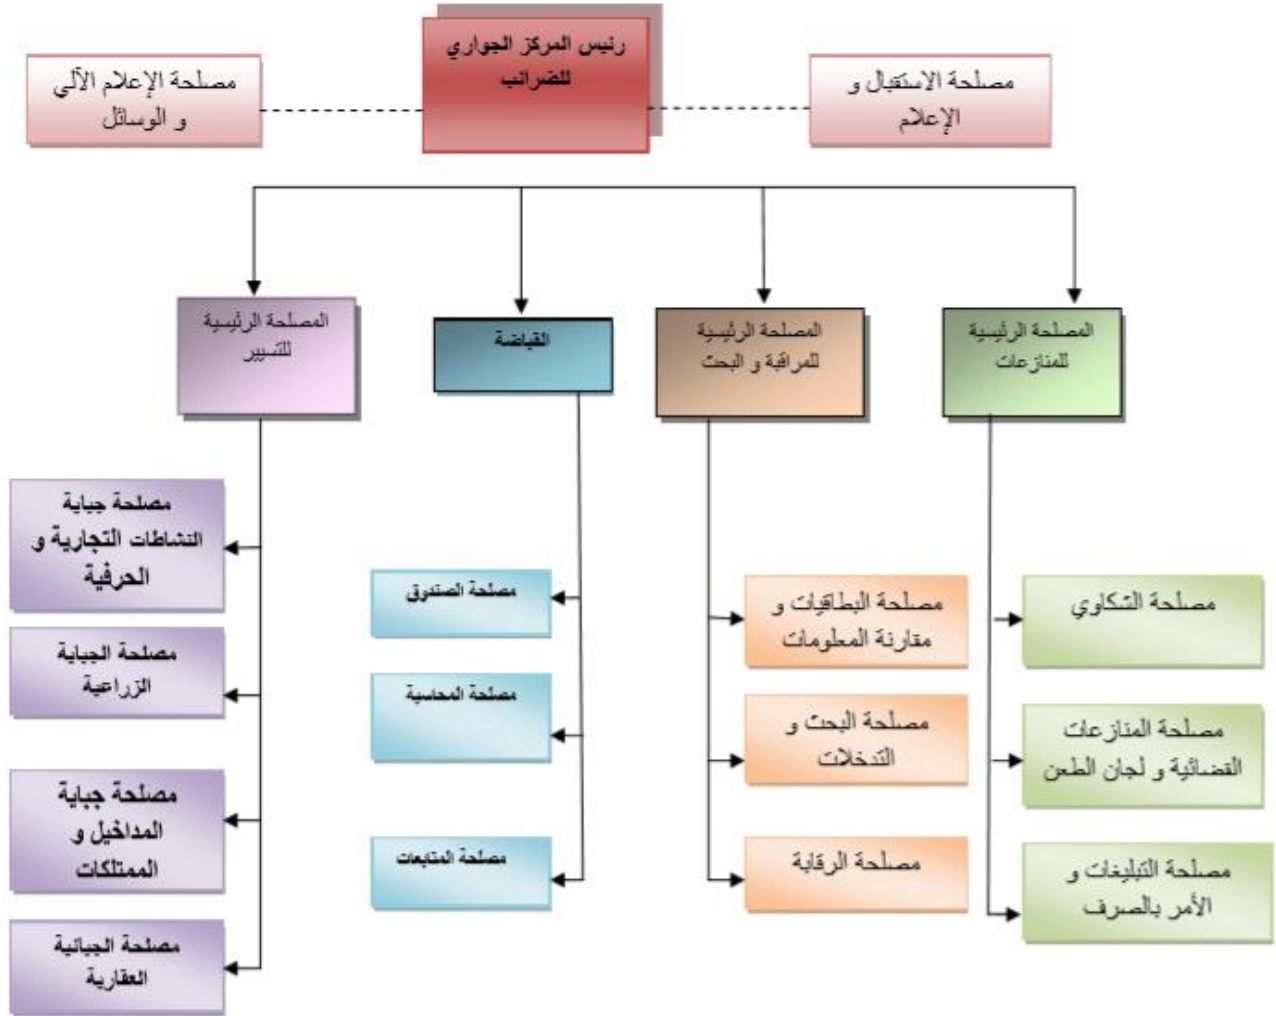 رئيس المركز الجواري
للضرائب
مصلحة الاستقبال و
الإعلام
مصلحة الإعلام الآلي
و الوسائل
المصلحة الرئيسية
للمنازعات
المصلحة الرئيسية
للمراقبة و البحث
القباضة
المصلحة الرئيسية
للتسيير
مصلحة الشكاوي
مصلحة المنازعات
القضائية و لجان الطعن
مصلحة التبليغات و
الأمر بالصرف
مصلحة البطاقيات و
مقارنة المعلومات
مصلحة البحث و
التدخلات
مصلحة الرقابة
مصلحة الصندوق
مصلحة المحاسبة
مصلحة المتابعات
مصلحة جباية
النشاطات التجارية و
الحرفية
مصلحة الجباية
الزراعية
مصلحة جباية
المداخيل و
الممتلكات
مصلحة الجبائية
العقارية